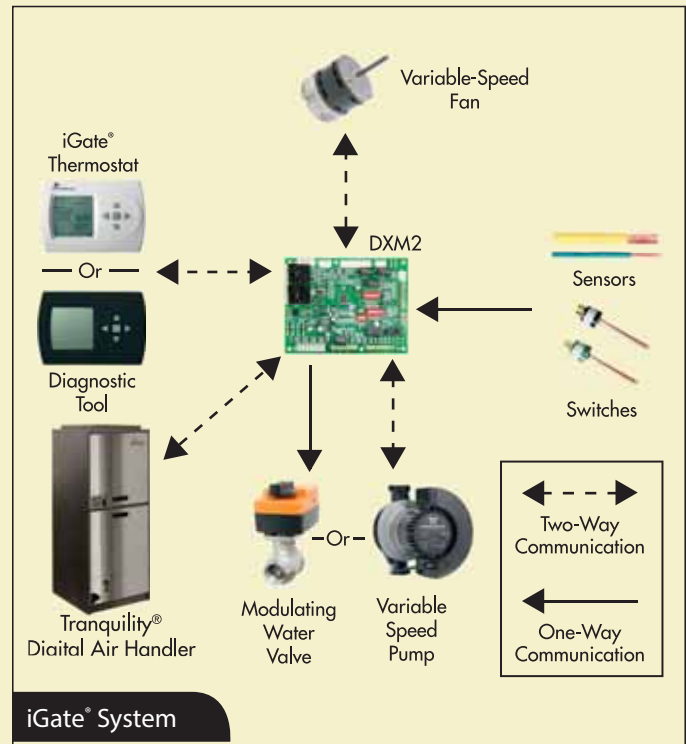 Variable-Speed
Fan
iGate®
Thermostat
Or
Diagnostic
Tool
DXM2
Sensors
Switches
Tranquility®
Diaital Air Handler
Or
Modulating
Water
Valve
Variable
Speed
Pump
Two-Way
Communication
One-Way
Communication
iGate® System